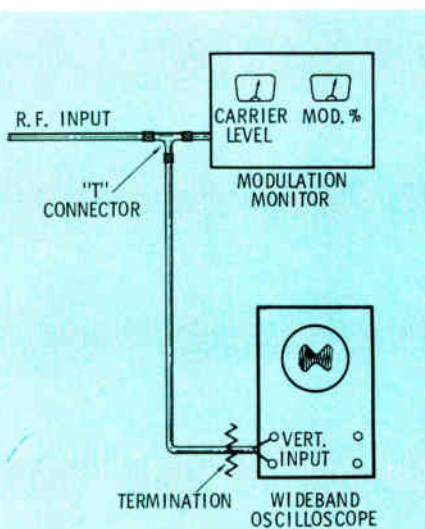 R.F. INPUT
CARRIER LEVEL
MOD. %
"T"
CONNECTOR
MODULATION
MONITOR
VERT.
INPUT
TERMINATION
WIDEBAND
OSCILLOSCOPE